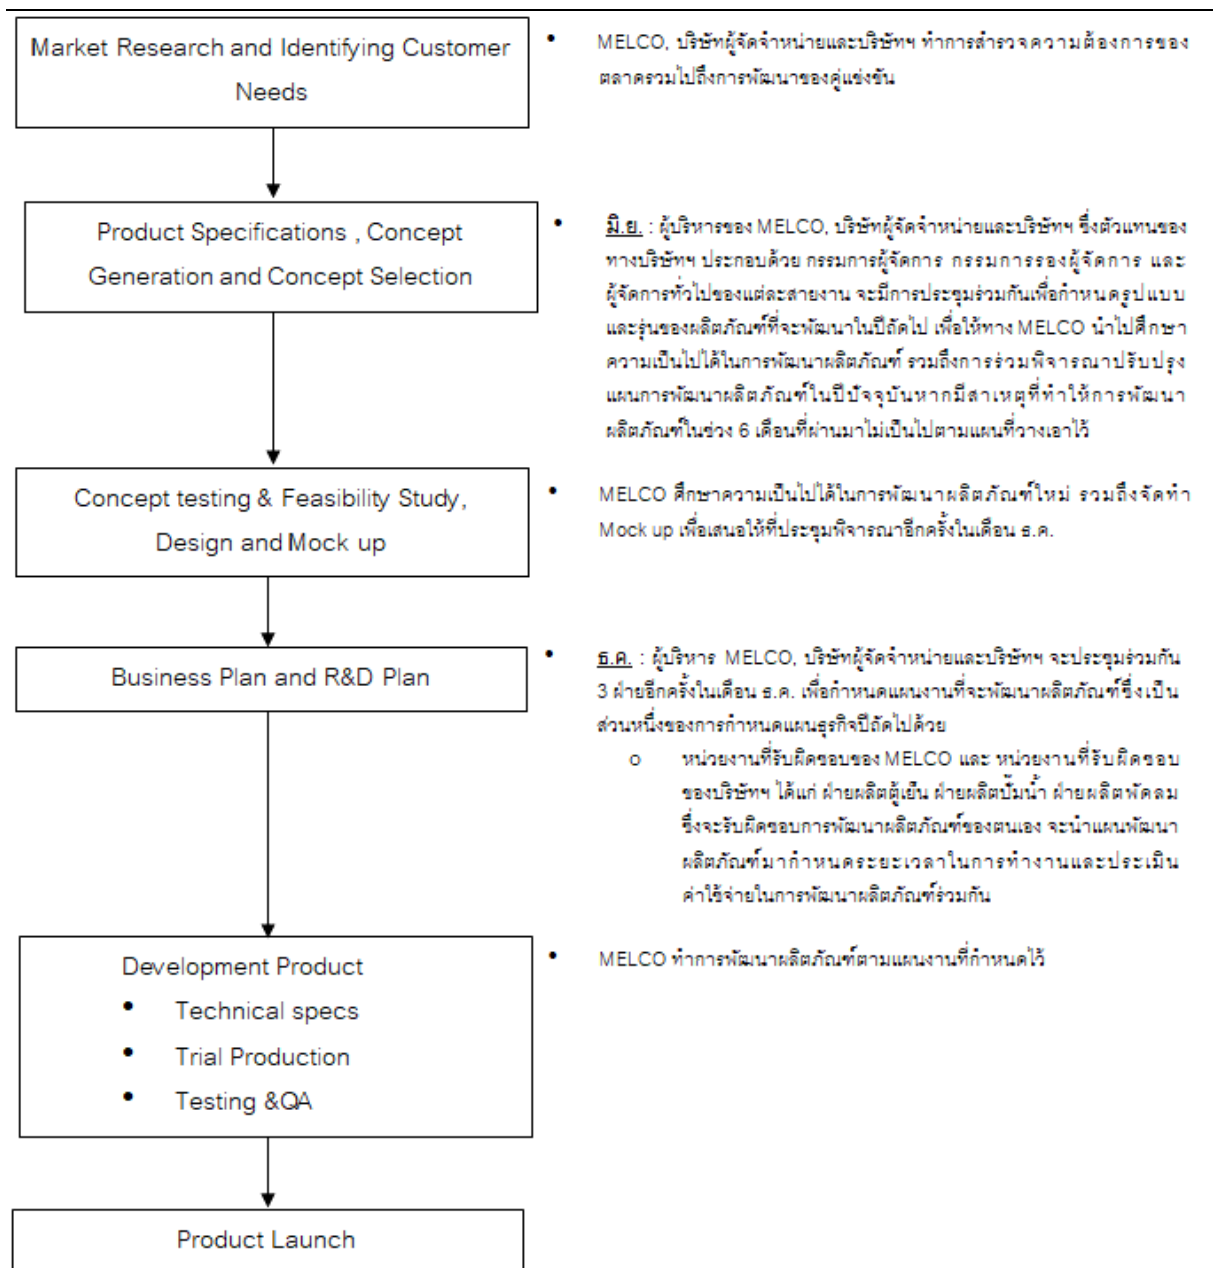 Market Research and Identifying Customer
Needs
• MELCO, บริษัทผู้จัดจำหน่ายและบริษัทฯ ทำการสำรวจความต้องการของ
ตลาดรวมไปถึงการพัฒนาของคู่แข่งขัน
Product Specifications , Concept
Generation and Concept Selection
• มิ.ย. : ผู้บริหารของ MELCO, บริษัทผู้จัดจำหน่ายและบริษัทฯ ซึ่งตัวแทนของ
ทางบริษัทฯ ประกอบด้วย กรรมการผู้จัดการ กรรมการรองผู้จัดการ และ
ผู้จัดการทั่วไปของแต่ละสายงาน จะมีการประชุมร่วมกันเพื่อกำหนดรูปแบบ
และรุ่นของผลิตภัณฑ์ที่จะพัฒนาในปีถัดไป เพื่อให้ทาง MELCO นำไปศึกษา
ความเป็นไปได้ในการพัฒนาผลิตภัณฑ์ รวมถึงการร่วมพิจารณาปรับปรุง
แผนการพัฒนาผลิตภัณฑ์ในปีปัจจุบันหากมีสาเหตุที่ทำให้การพัฒนา
ผลิตภัณฑ์ในช่วง 6 เดือนที่ผ่านมาไม่เป็นไปตามแผนที่วางเอาไว้
Concept testing & Feasibility Study,
Design and Mock up
• MELCO ศึกษาความเป็นไปได้ในการพัฒนาผลิตภัณฑ์ใหม่ รวมถึงจัดทำ
Mock up เพื่อเสนอให้ที่ประชุมพิจารณาอีกครั้งในเดือน ธ.ค.
Business Plan and R&D Plan
• ธ.ค. : ผู้บริหาร MELCO, บริษัทผู้จัดจำหน่ายและบริษัทฯ จะประชุมร่วมกัน
3 ฝ่ายอีกครั้งในเดือน ธ.ค. เพื่อกำหนดแผนงานที่จะพัฒนาผลิตภัณฑ์ซึ่งเป็น
ส่วนหนึ่งของการกำหนดแผนธุรกิจปีถัดไปด้วย
o หน่วยงานที่รับผิดชอบของ MELCO และ หน่วยงานที่รับผิดชอบ
ของบริษัทฯ ได้แก่ ฝ่ายผลิตตู้เย็น ฝ่ายผลิตปั๊มน้ำ ฝ่ายผลิตพัดลม
ซึ่งจะรับผิดชอบการพัฒนาผลิตภัณฑ์ของตนเอง จะนำแผนพัฒนา
ผลิตภัณฑ์มากำหนดระยะเวลาในการทำงานและประเมิน
ค่าใช้จ่ายในการพัฒนาผลิตภัณฑ์ร่วมกัน
Development Product
• Technical specs
• Trial Production
• Testing &QA
• MELCO ทำการพัฒนาผลิตภัณฑ์ตามแผนงานที่กำหนดไว้
Product Launch